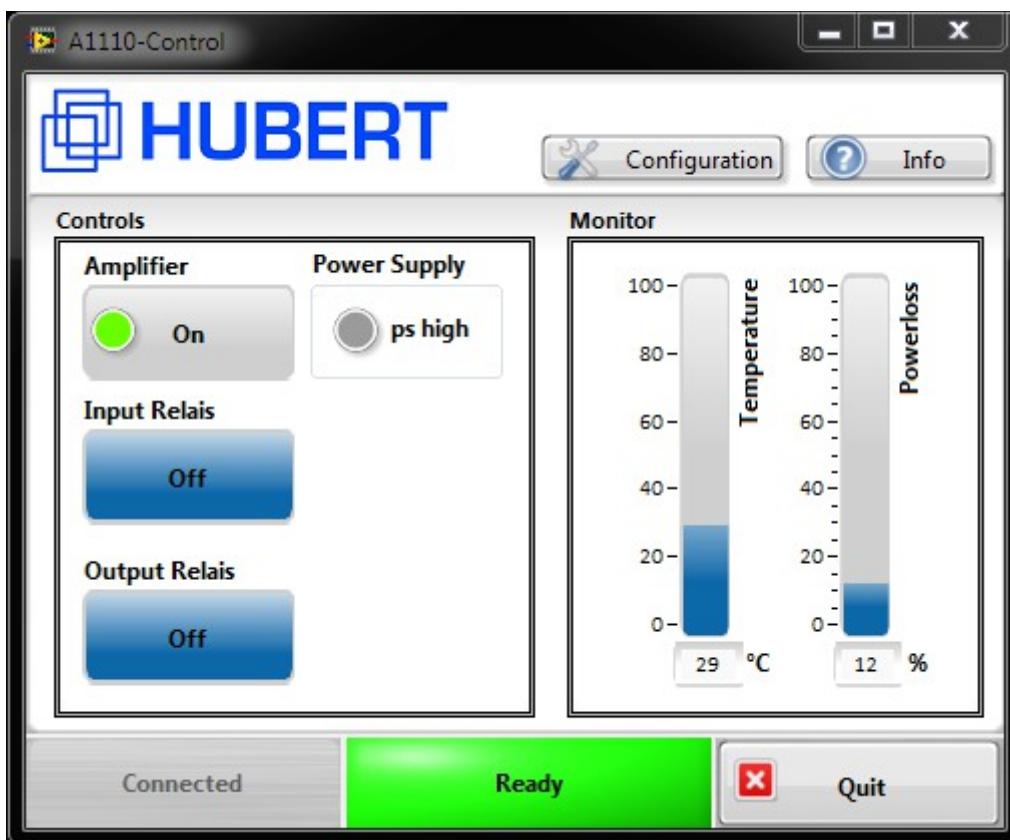 A1110-Control
HUBERT
Configuration
Info
Controls
Amplifier
Power Supply
On
ps high
Input Relais
Off
Output Relais
Off
Monitor
100
80
60
40
20
0
Temperature
29 °C
100
80
60
40
20
0
Powerloss
12 %
Connected
Ready
Quit